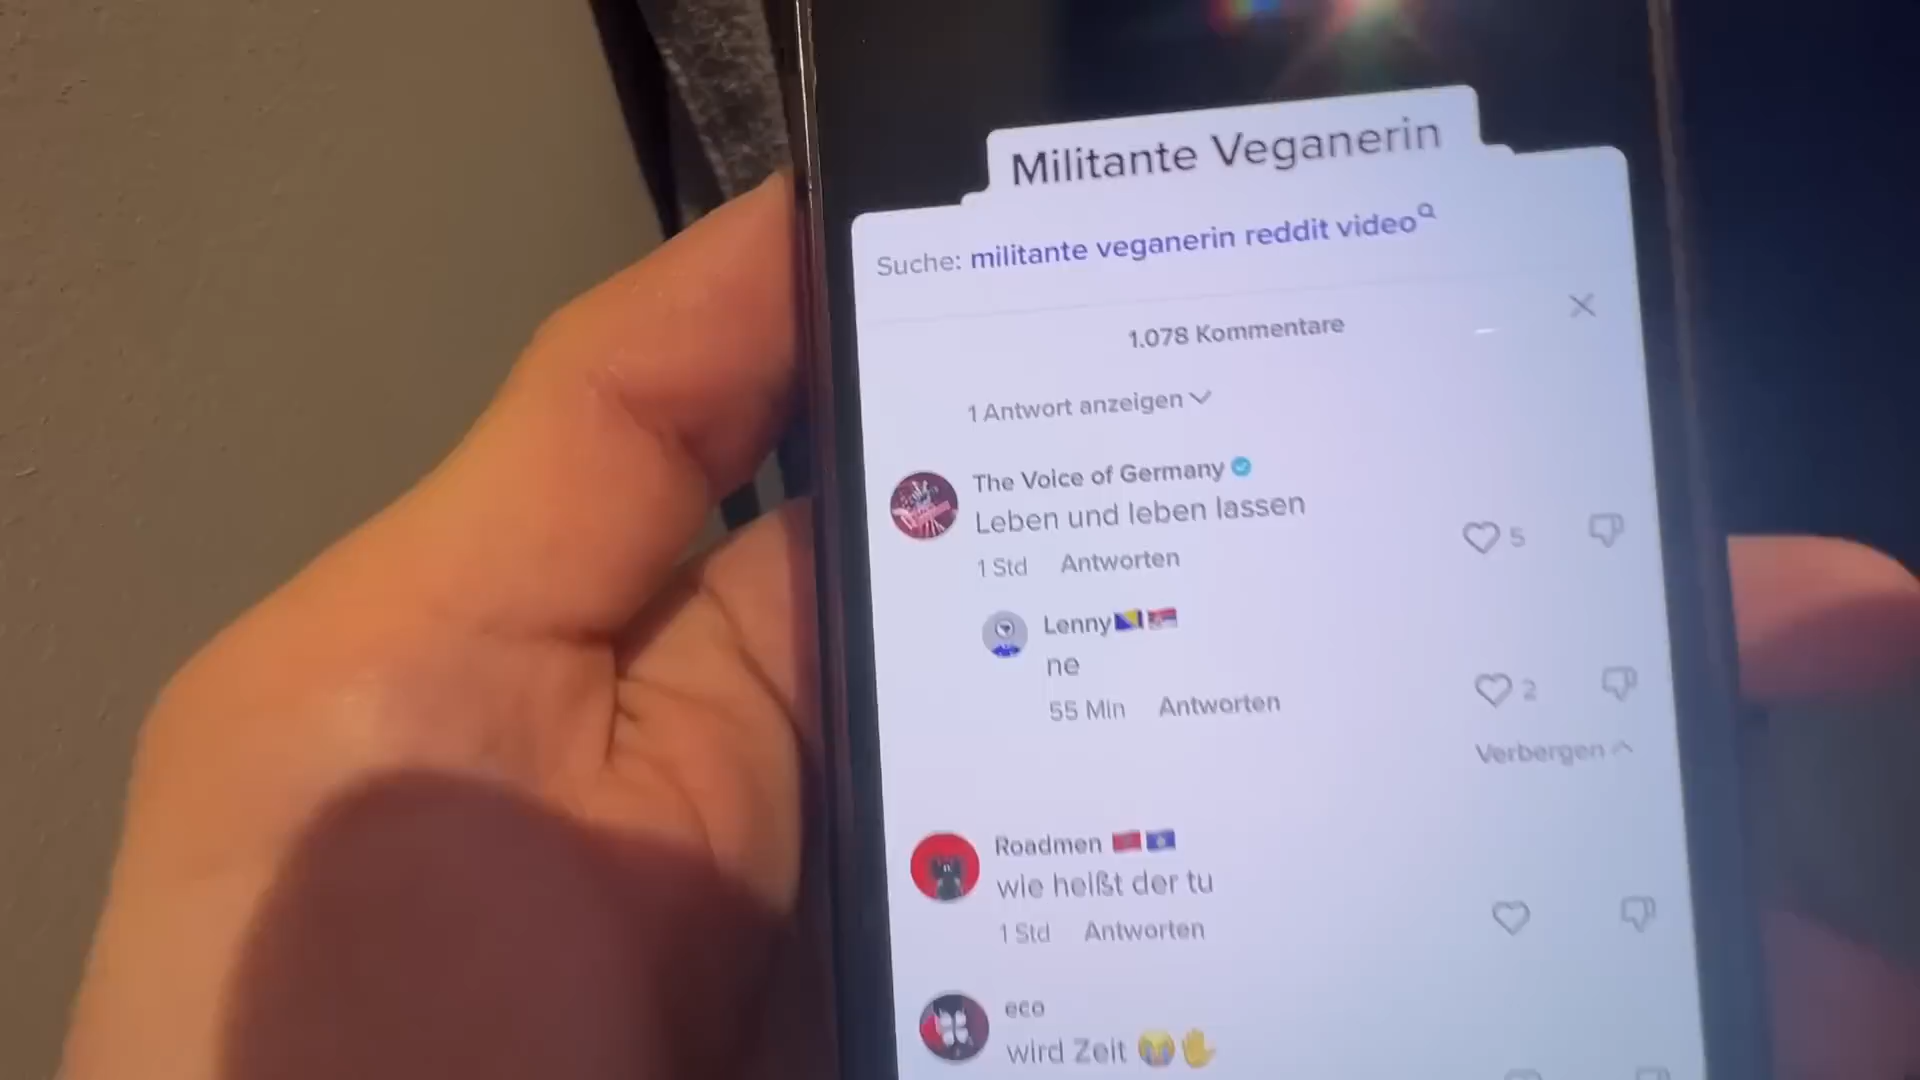 Militante Veganerin
Suche: militante veganerin reddit video
1.078 Kommentare
1 Antwort anzeigen
The Voice of Germany
Leben und leben lassen
5
1 Std Antworten
Lenny
ne
2
55 Min Antworten
Verbergen
Roadmen
wie heißt der tu
1 Std Antworten
eco
wird Zeit 😭✋